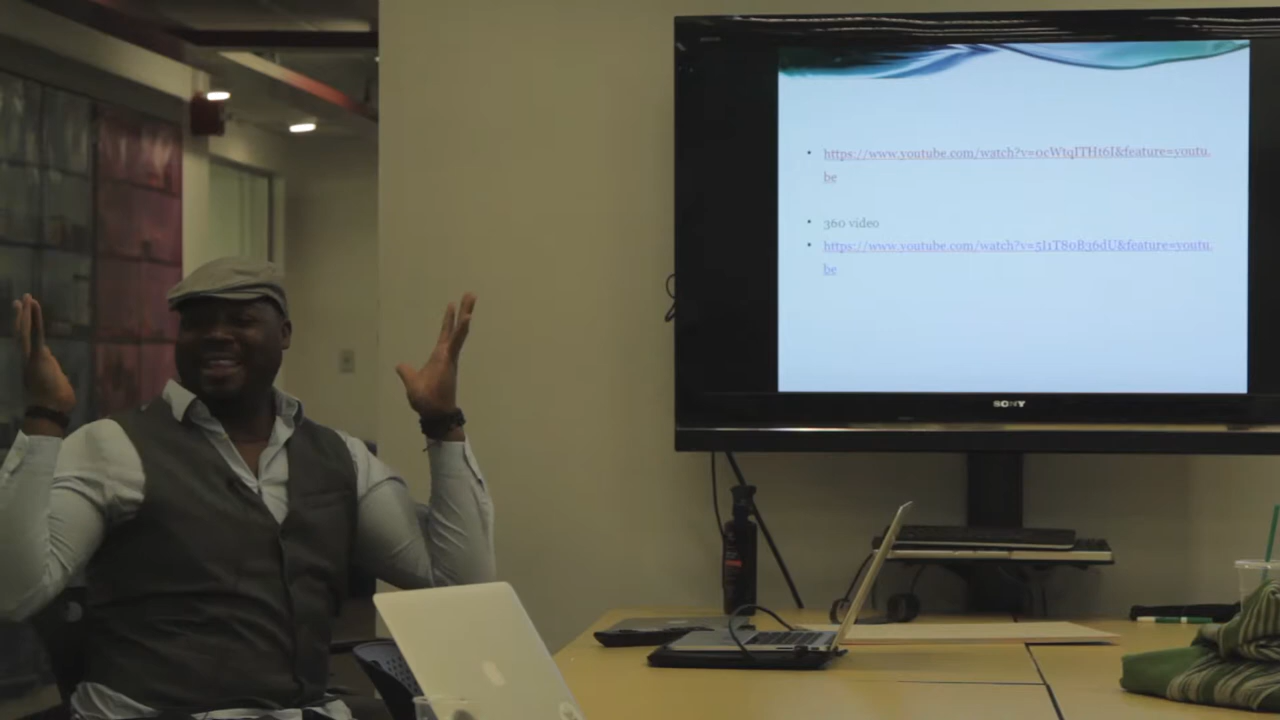 https://www.youtube.com/watch?v=0cWtqITHt6I&feature=youtu.
be
360 video
https://www.youtube.com/watch?v=5I1T80B36dU&feature=youtu.
be
SONY